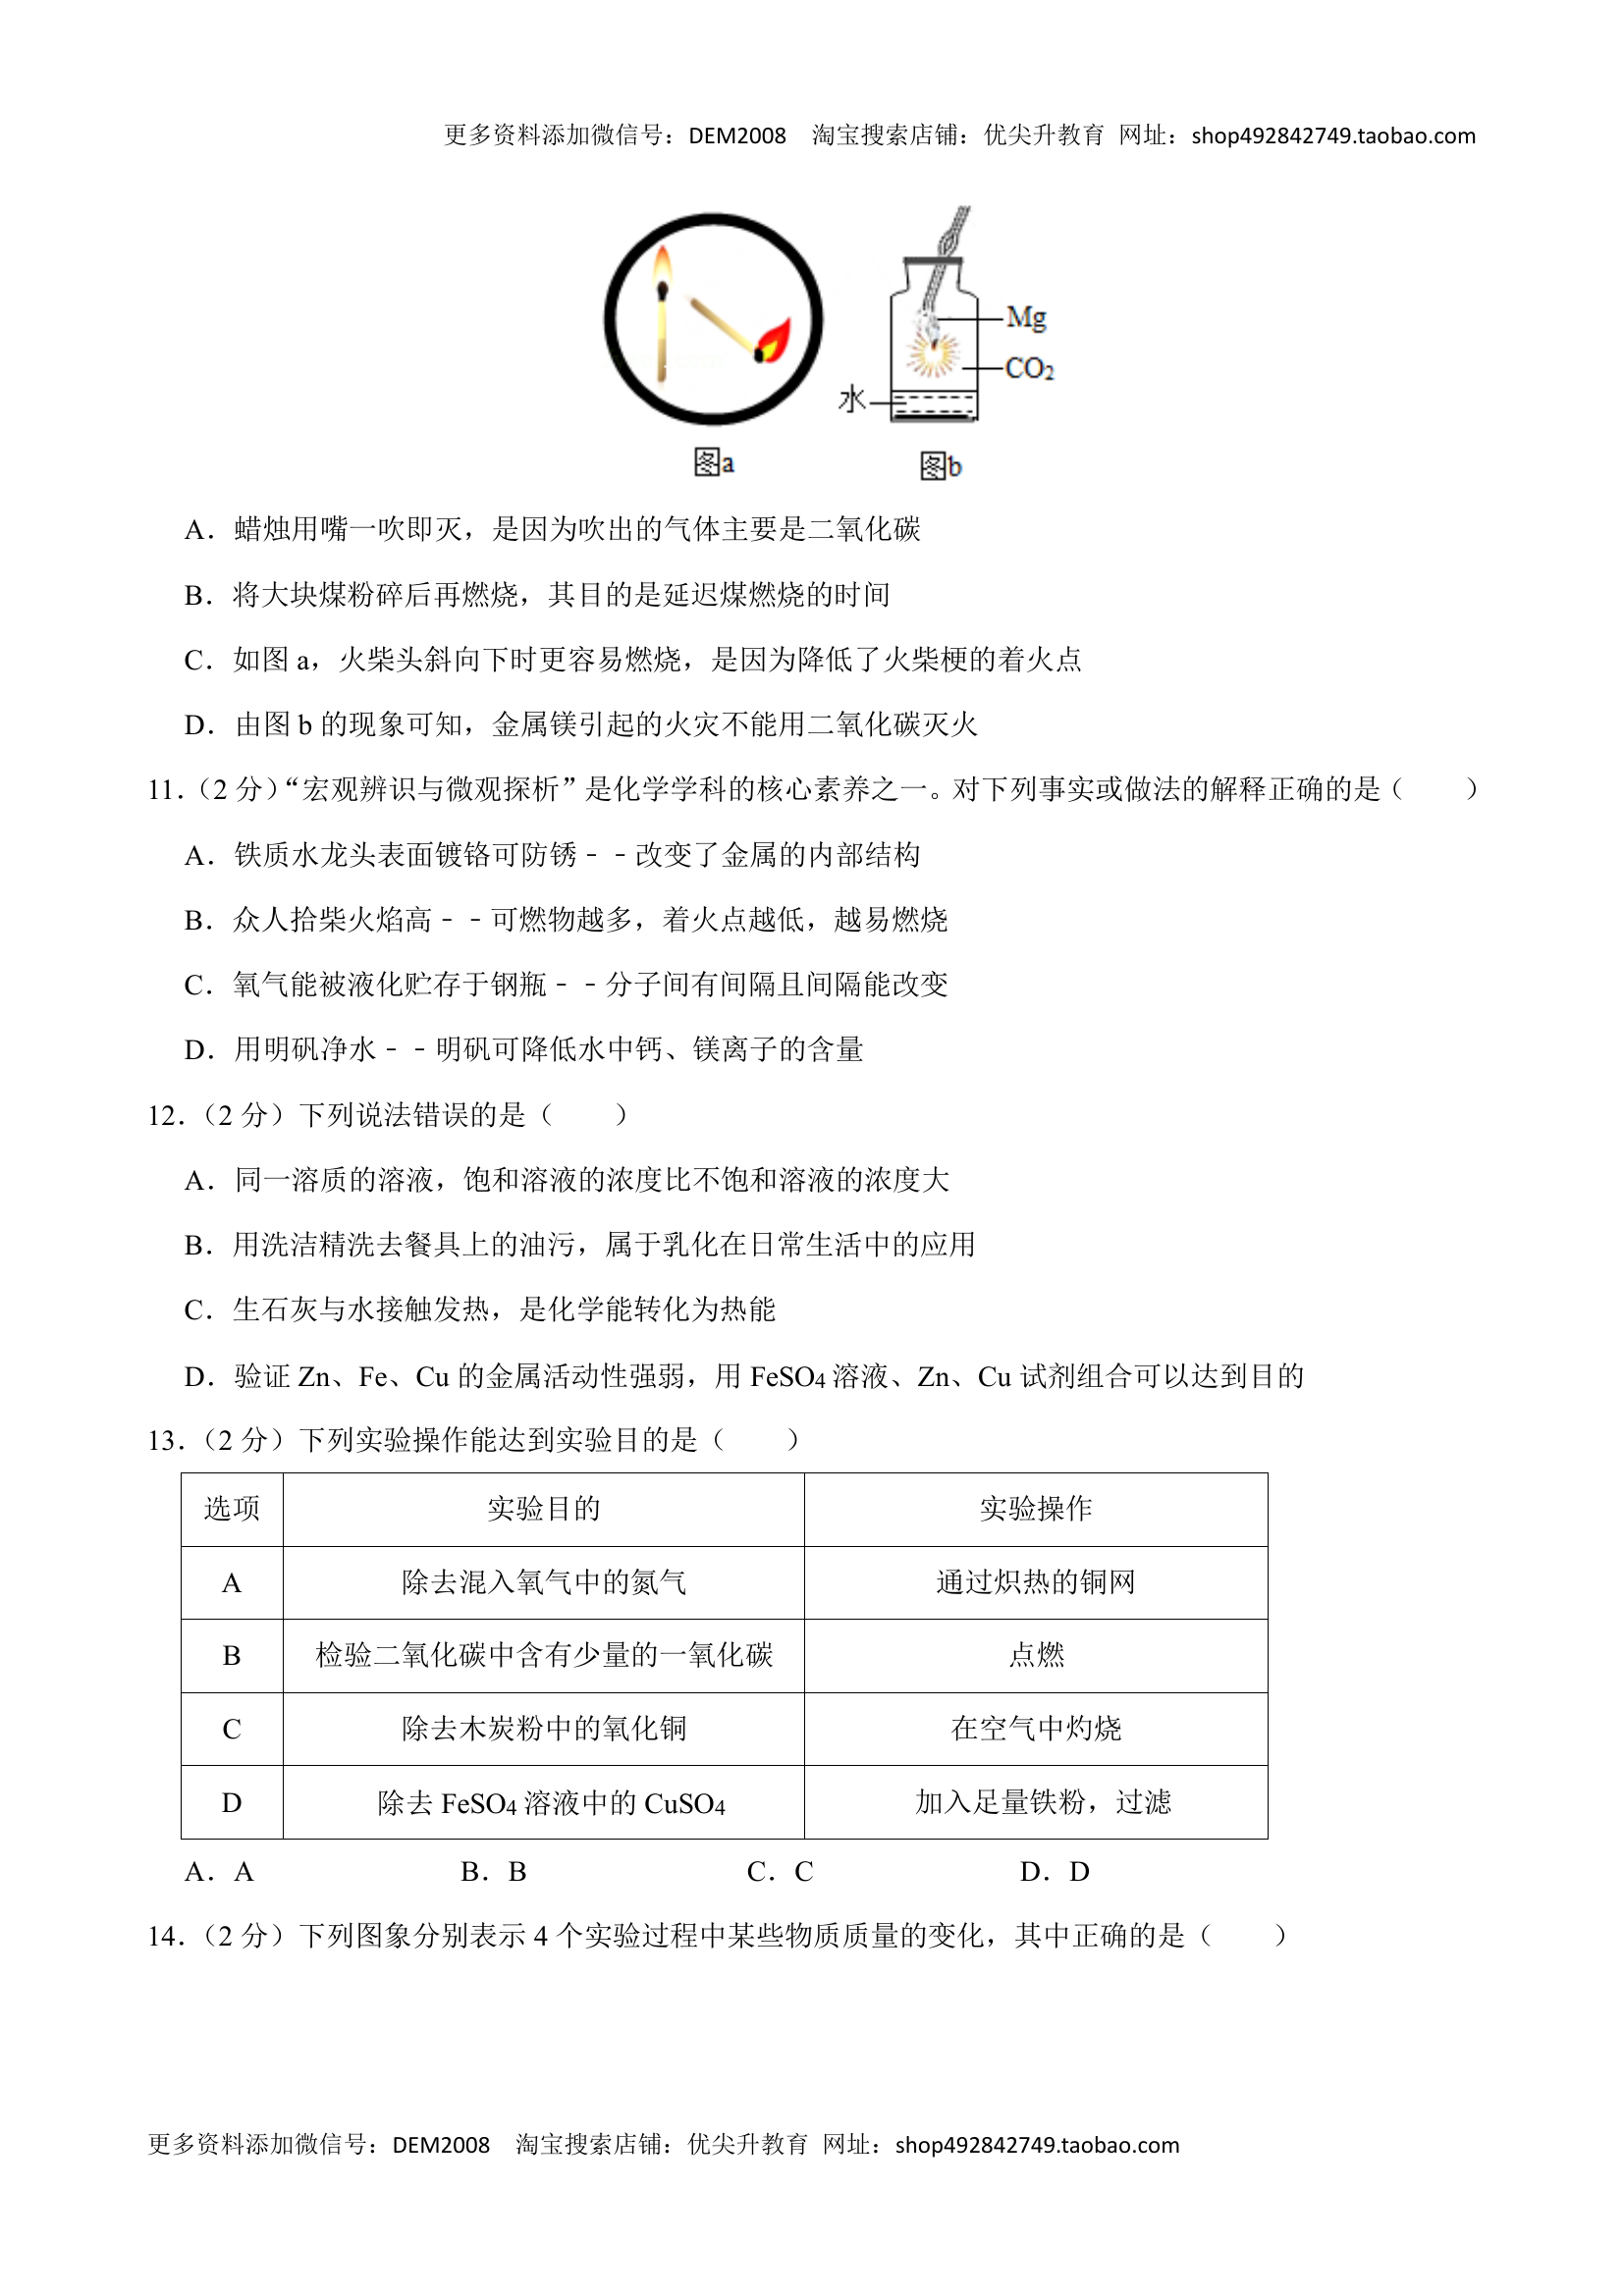 更多资料添加微信号：DEM2008 淘宝搜索店铺：优尖升教育 网址：shop492842749.taobao.com
Mg
CO₂
水
图a
图b
A．蜡烛用嘴一吹即灭，是因为吹出的气体主要是二氧化碳
B．将大块煤粉碎后再燃烧，其目的是延迟煤燃烧的时间
C．如图 a，火柴头斜向下时更容易燃烧，是因为降低了火柴梗的着火点
D．由图 b 的现象可知，金属镁引起的火灾不能用二氧化碳灭火
11．（2 分）“宏观辨识与微观探析”是化学学科的核心素养之一。对下列事实或做法的解释正确的是（　　）
A．铁质水龙头表面镀铬可防锈﹣﹣改变了金属的内部结构
B．众人拾柴火焰高﹣﹣可燃物越多，着火点越低，越易燃烧
C．氧气能被液化贮存于钢瓶﹣﹣分子间有间隔且间隔能改变
D．用明矾净水﹣﹣明矾可降低水中钙、镁离子的含量
12．（2 分）下列说法错误的是（　　）
A．同一溶质的溶液，饱和溶液的浓度比不饱和溶液的浓度大
B．用洗洁精洗去餐具上的油污，属于乳化在日常生活中的应用
C．生石灰与水接触发热，是化学能转化为热能
D．验证 Zn、Fe、Cu 的金属活动性强弱，用 FeSO₄ 溶液、Zn、Cu 试剂组合可以达到目的
13．（2 分）下列实验操作能达到实验目的是（　　）
选项 实验目的 实验操作
A 除去混入氧气中的氮气 通过炽热的铜网
B 检验二氧化碳中含有少量的一氧化碳 点燃
C 除去木炭粉中的氧化铜 在空气中灼烧
D 除去 FeSO₄ 溶液中的 CuSO₄ 加入足量铁粉，过滤
A．A B．B C．C D．D
14．（2 分）下列图象分别表示 4 个实验过程中某些物质质量的变化，其中正确的是（　　）
更多资料添加微信号：DEM2008 淘宝搜索店铺：优尖升教育 网址：shop492842749.taobao.com